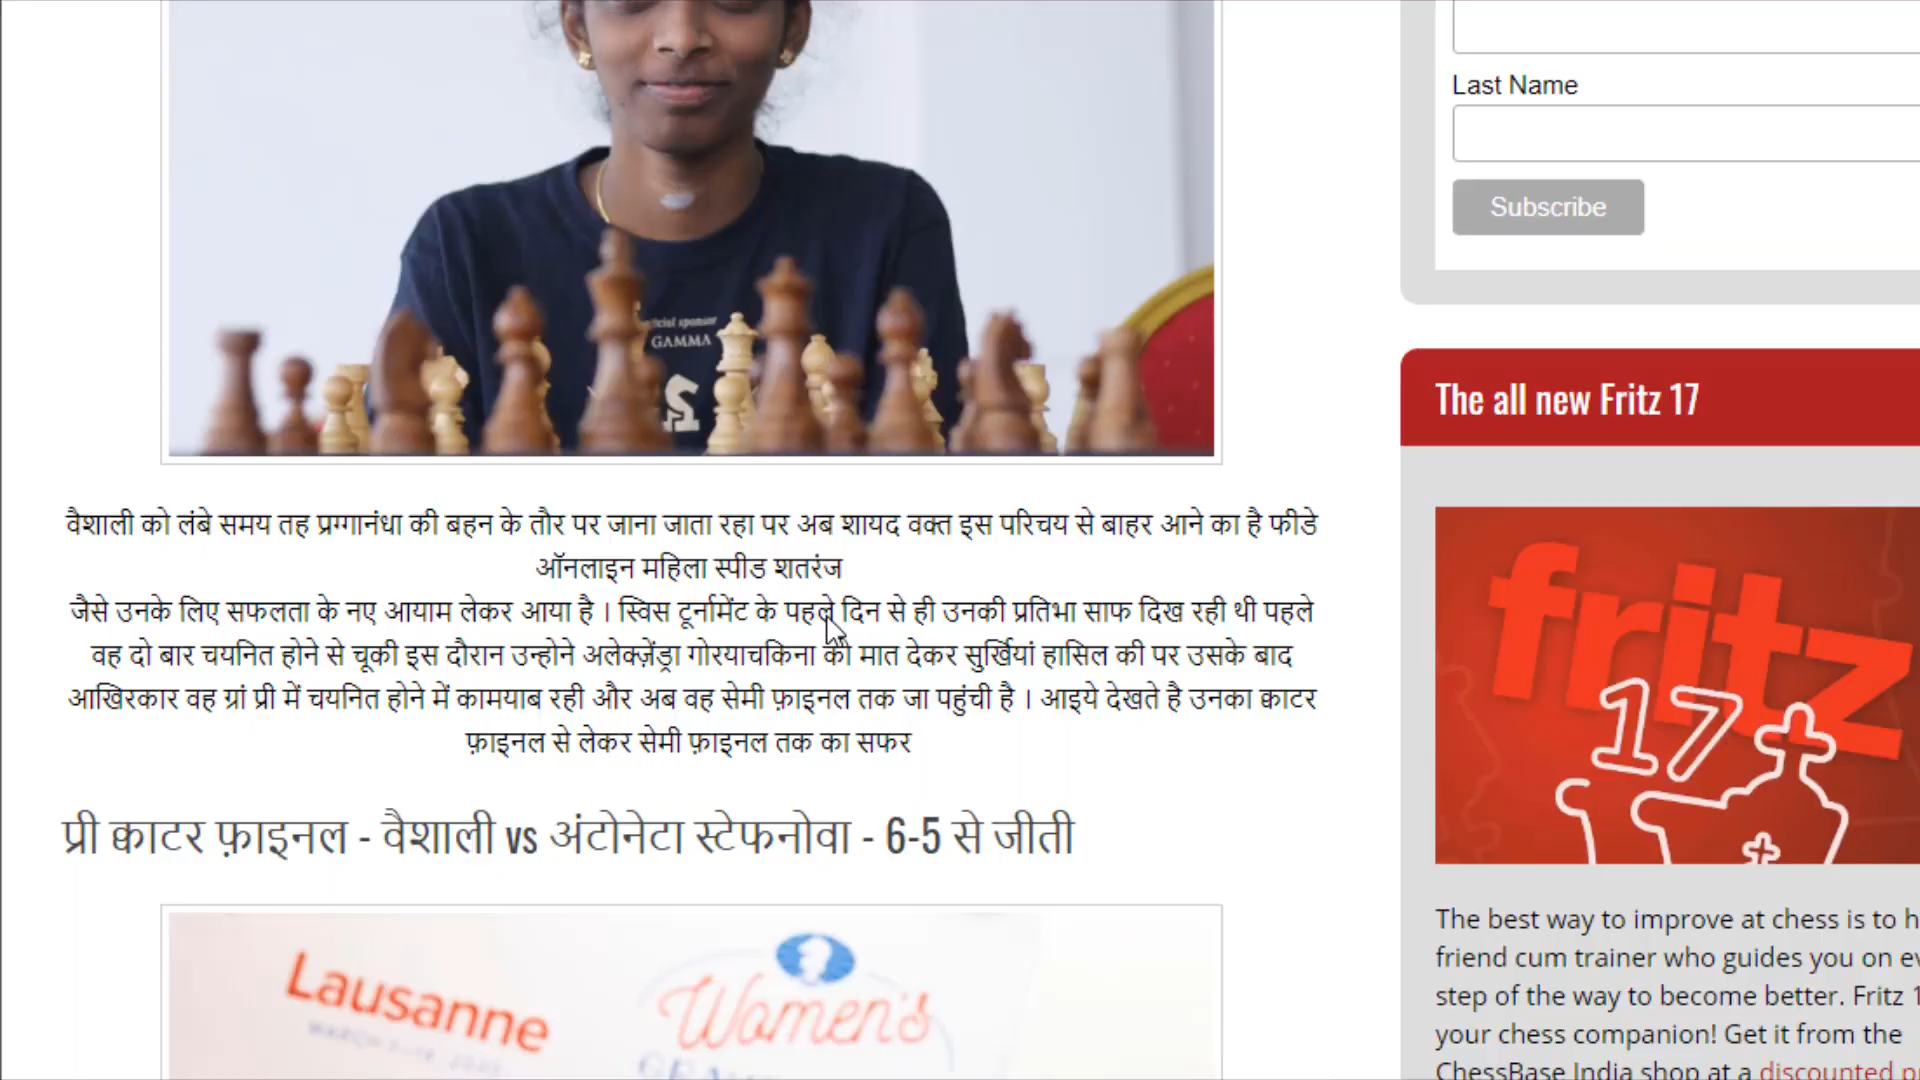 Last Name
Subscribe
official sponsor
GAMMA
The all new Fritz 17
fritz
17
वैशाली को लंबे समय तह प्रग्गानंधा की बहन के तौर पर जाना जाता रहा पर अब शायद वक्त इस परिचय से बाहर आने का है फीडे
ऑनलाइन महिला स्पीड शतरंज
जैसे उनके लिए सफलता के नए आयाम लेकर आया है । स्विस टूर्नामेंट के पहले दिन से ही उनकी प्रतिभा साफ दिख रही थी पहले
वह दो बार चयनित होने से चूकी इस दौरान उन्होने अलेक्ज़ेंड्रा गोरयाचकिना को मात देकर सुर्खियां हासिल की पर उसके बाद
आखिरकार वह ग्रां प्री में चयनित होने में कामयाब रही और अब वह सेमी फ़ाइनल तक जा पहुंची है । आइये देखते है उनका क्वाटर
फ़ाइनल से लेकर सेमी फ़ाइनल तक का सफर
प्री क्वाटर फ़ाइनल - वैशाली vs अंटोनेटा स्टेफनोवा - 6-5 से जीती
Lausanne
Women's
The best way to improve at chess is to h
friend cum trainer who guides you on ev
step of the way to become better. Fritz 1
your chess companion! Get it from the
ChessBase India shop at a discounted p